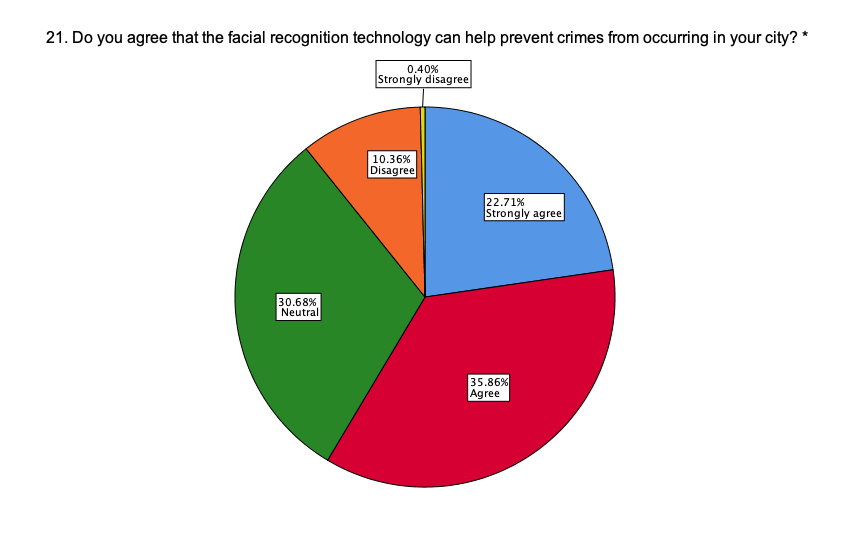 21. Do you agree that the facial recognition technology can help prevent crimes from occurring in your city? *
0.40%
Strongly disagree
10.36%
Disagree
22.71%
Strongly agree
30.68%
Neutral
35.86%
Agree